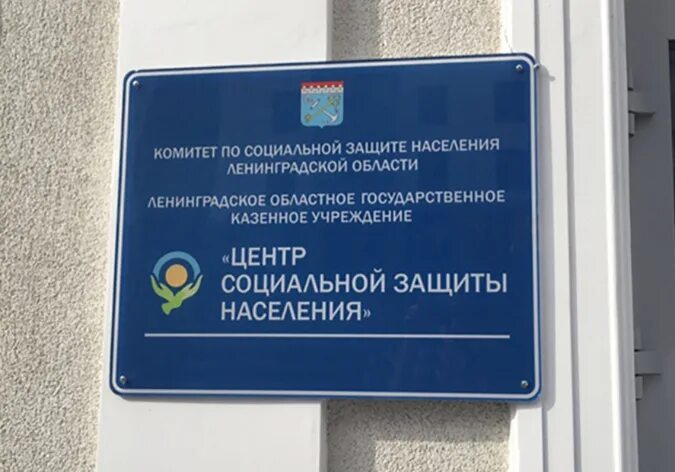 КОМИТЕТ ПО СОЦИАЛЬНОЙ ЗАЩИТЕ НАСЕЛЕНИЯ
ЛЕНИНГРАДСКОЙ ОБЛАСТИ
ЛЕНИНГРАДСКОЕ ОБЛАСТНОЕ ГОСУДАРСТВЕННОЕ
КАЗЕННОЕ УЧРЕЖДЕНИЕ
«ЦЕНТР
СОЦИАЛЬНОЙ ЗАЩИТЫ
НАСЕЛЕНИЯ»